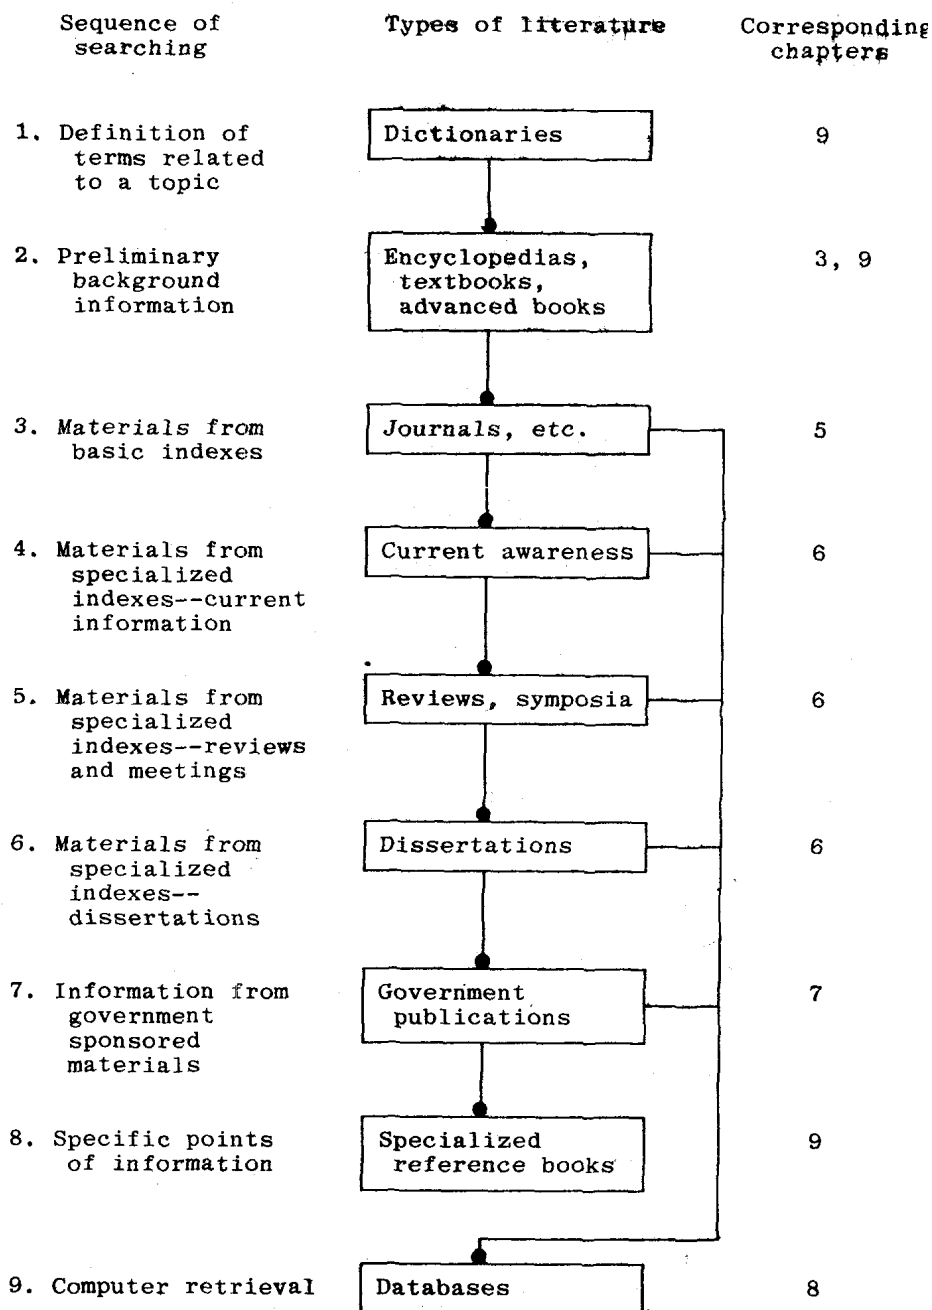 Sequence of searching
Types of literature
Corresponding chapters
1. Definition of terms related to a topic
Dictionaries
9
2. Preliminary background information
Encyclopedias, textbooks, advanced books
3, 9
3. Materials from basic indexes
Journals, etc.
5
4. Materials from specialized indexes--current information
Current awareness
6
5. Materials from specialized indexes--reviews and meetings
Reviews, symposia
6
6. Materials from specialized indexes--dissertations
Dissertations
6
7. Information from government sponsored materials
Government publications
7
8. Specific points of information
Specialized reference books
9
9. Computer retrieval
Databases
8